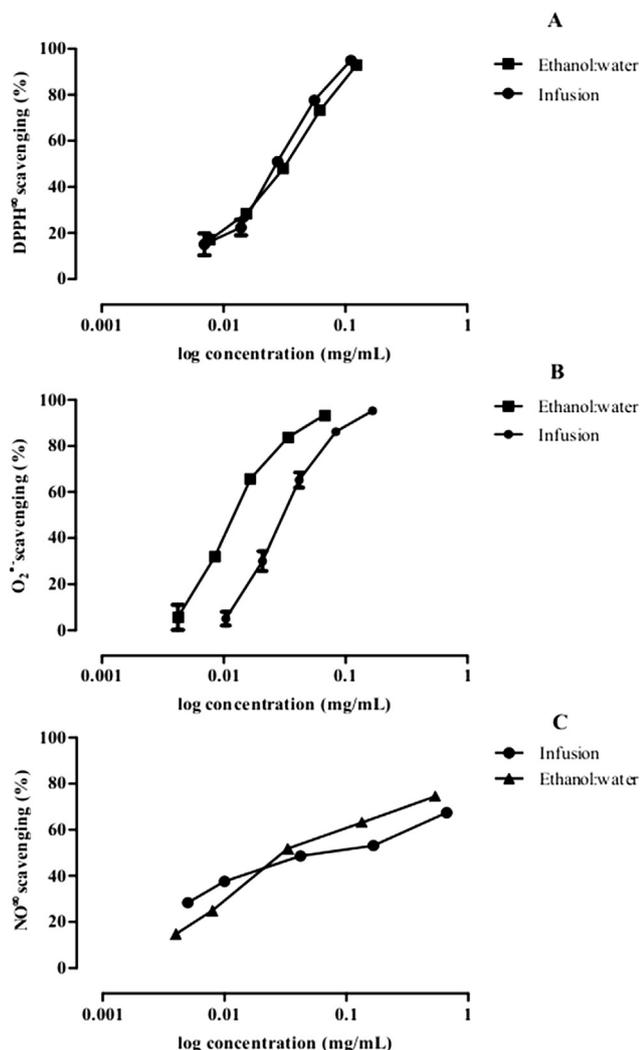 A
Ethanol:water
Infusion
DPPH∞ scavenging (%)
100
80
60
40
20
0
0.001 0.01 0.1 1
log concentration (mg/mL)
B
Ethanol:water
Infusion
O₂•- scavenging (%)
100
80
60
40
20
0
0.001 0.01 0.1 1
log concentration (mg/mL)
C
Infusion
Ethanol:water
NO∞ scavenging (%)
100
80
60
40
20
0
0.001 0.01 0.1 1
log concentration (mg/mL)